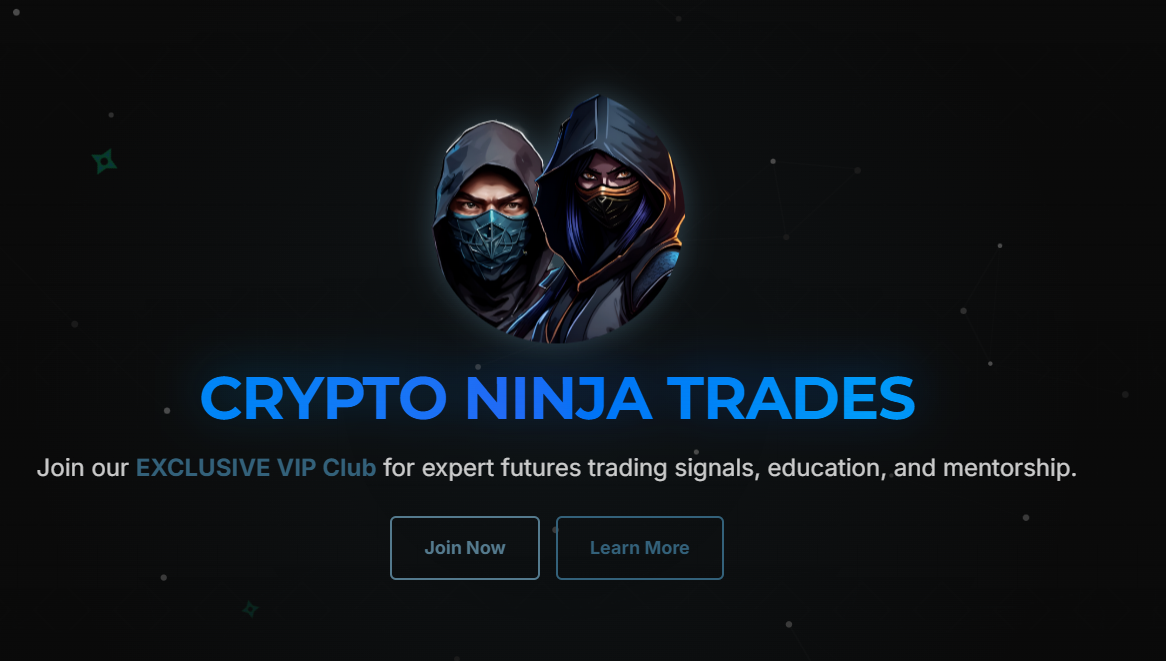 CRYPTO NINJA TRADES
Join our EXCLUSIVE VIP Club for expert futures trading signals, education, and mentorship.
Join Now
Learn More